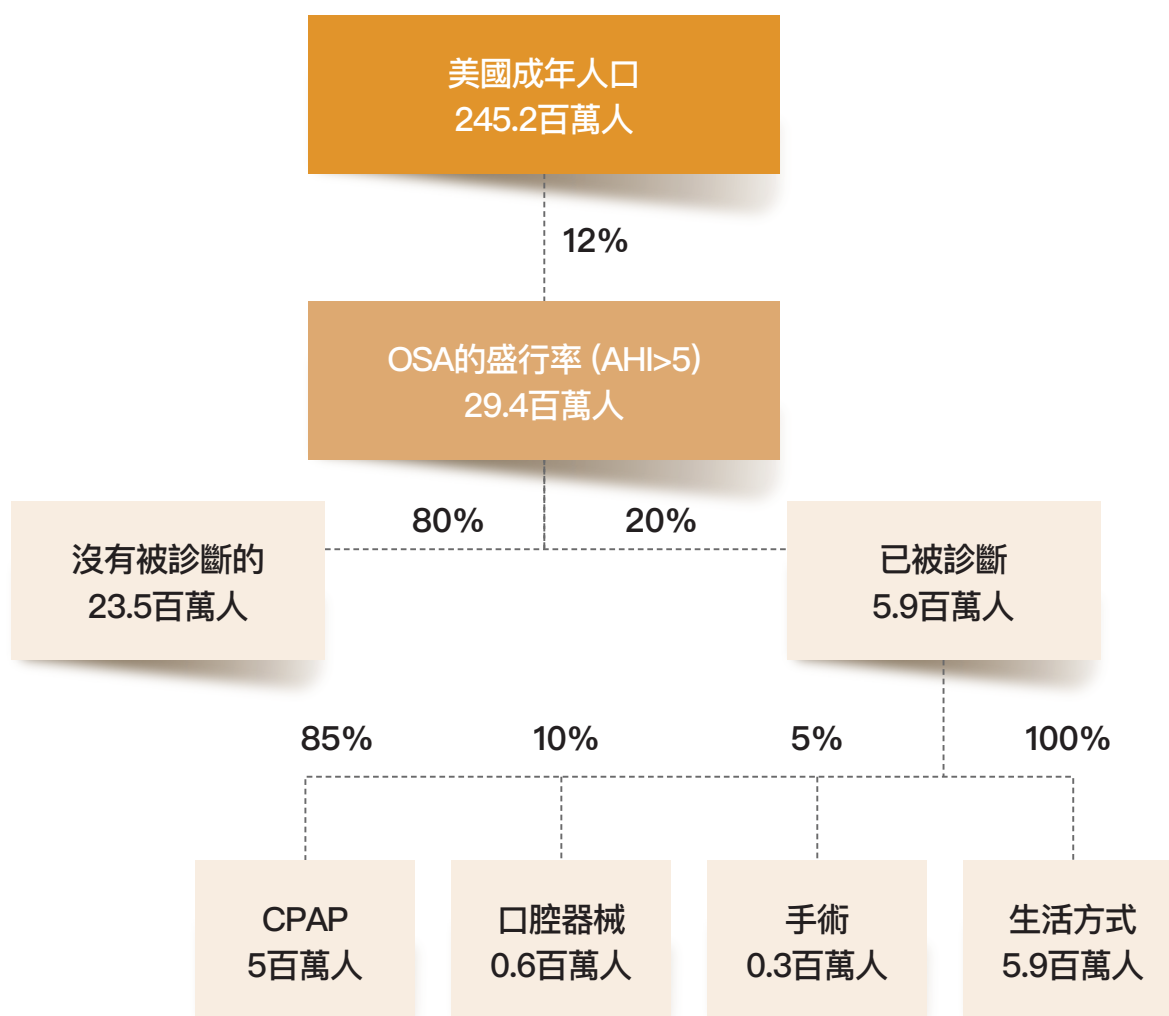 美國成年人口
245.2百萬人
12%
OSA的盛行率 (AHI>5)
29.4百萬人
80%
20%
沒有被診斷的
23.5百萬人
已被診斷
5.9百萬人
85%
10%
5%
100%
CPAP
5百萬人
口腔器械
0.6百萬人
手術
0.3百萬人
生活方式
5.9百萬人